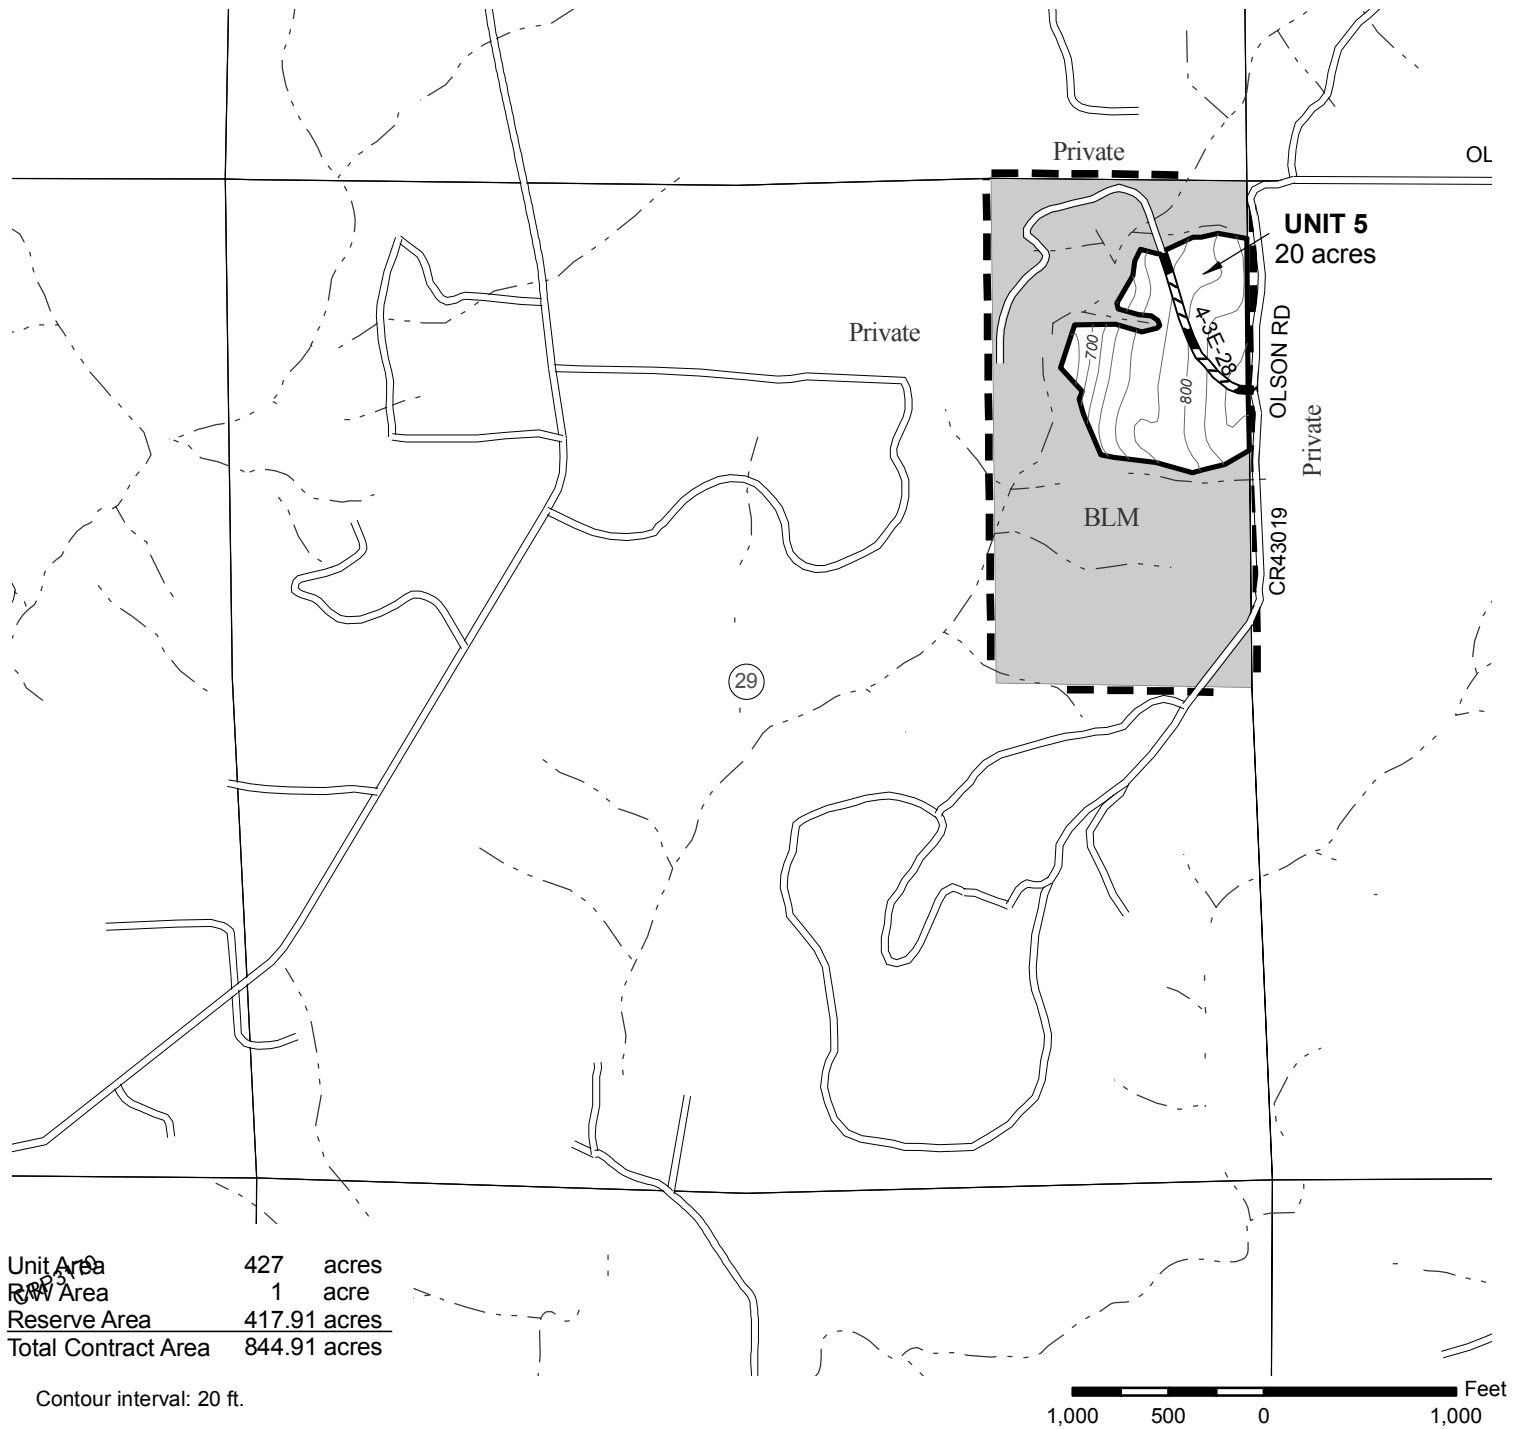 Private
OL
UNIT 5
20 acres
Private
4-3E-28
700
800
OLSON RD
Private
BLM
CR43019
29
Unit Area 427 acres
R/W Area 1 acre
Reserve Area 417.91 acres
Total Contract Area 844.91 acres
Contour interval: 20 ft.
Feet
1,000 500 0 1,000